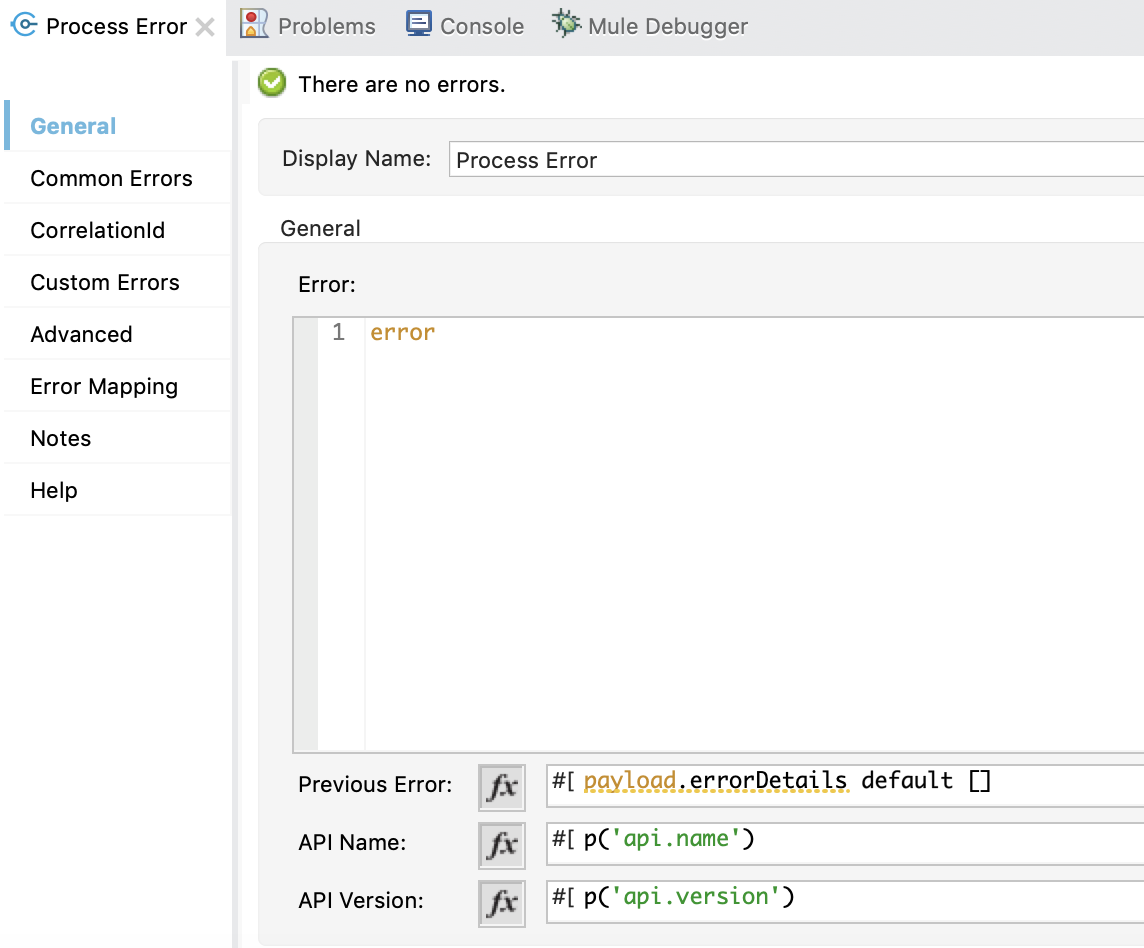 Process Error
Problems
Console
Mule Debugger
There are no errors.
General
Common Errors
CorrelationId
Custom Errors
Advanced
Error Mapping
Notes
Help
Display Name: Process Error
General
Error:
1 error
Previous Error: fx #[ payload.errorDetails default []
API Name: fx #[ p('api.name')
API Version: fx #[ p('api.version')